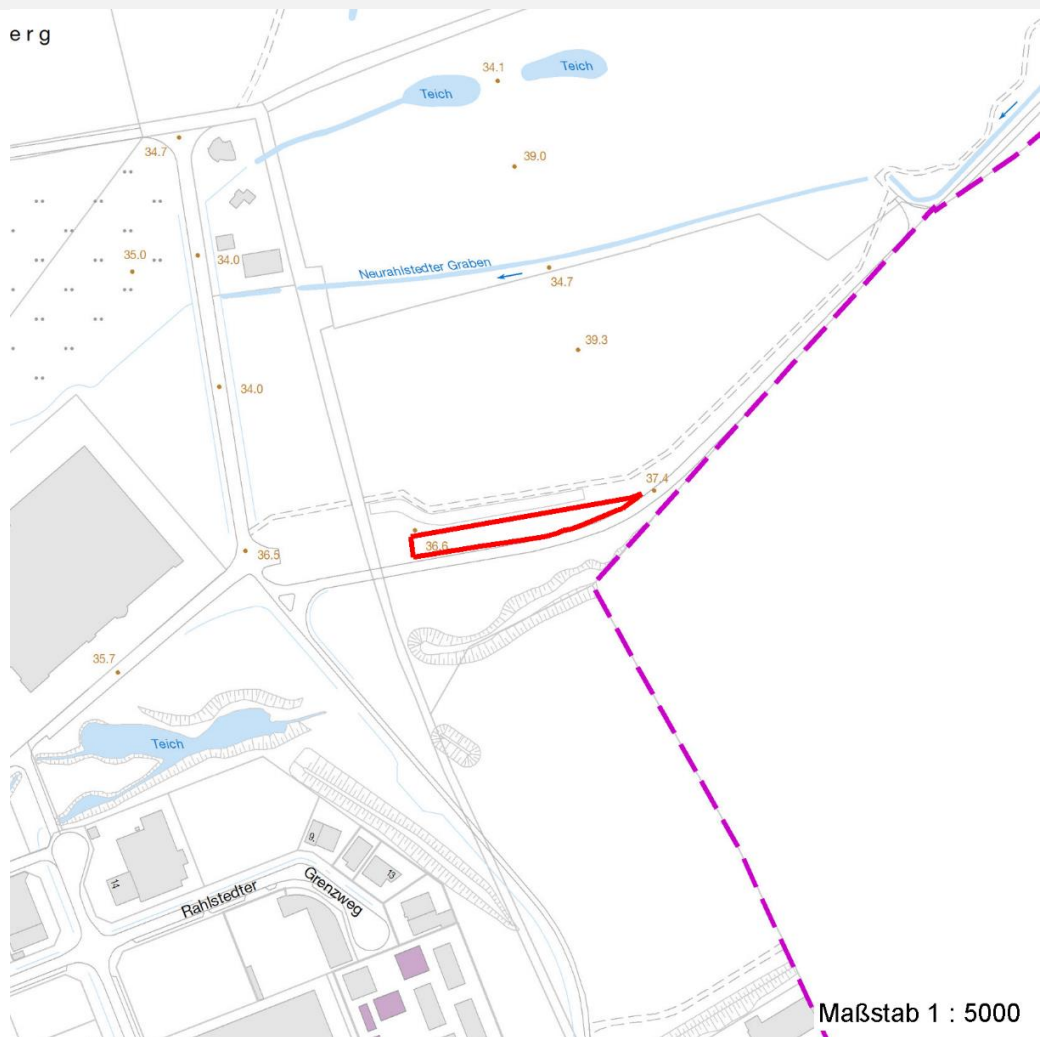 erg
34.1
Teich
Teich
34.7
39.0
35.0
34.0
Neurahlstedter Graben
34.7
39.3
34.0
37.4
36.6
36.5
35.7
Teich
9
13
14
Rahlstedter
Grenzweg
Maßstab 1 : 5000